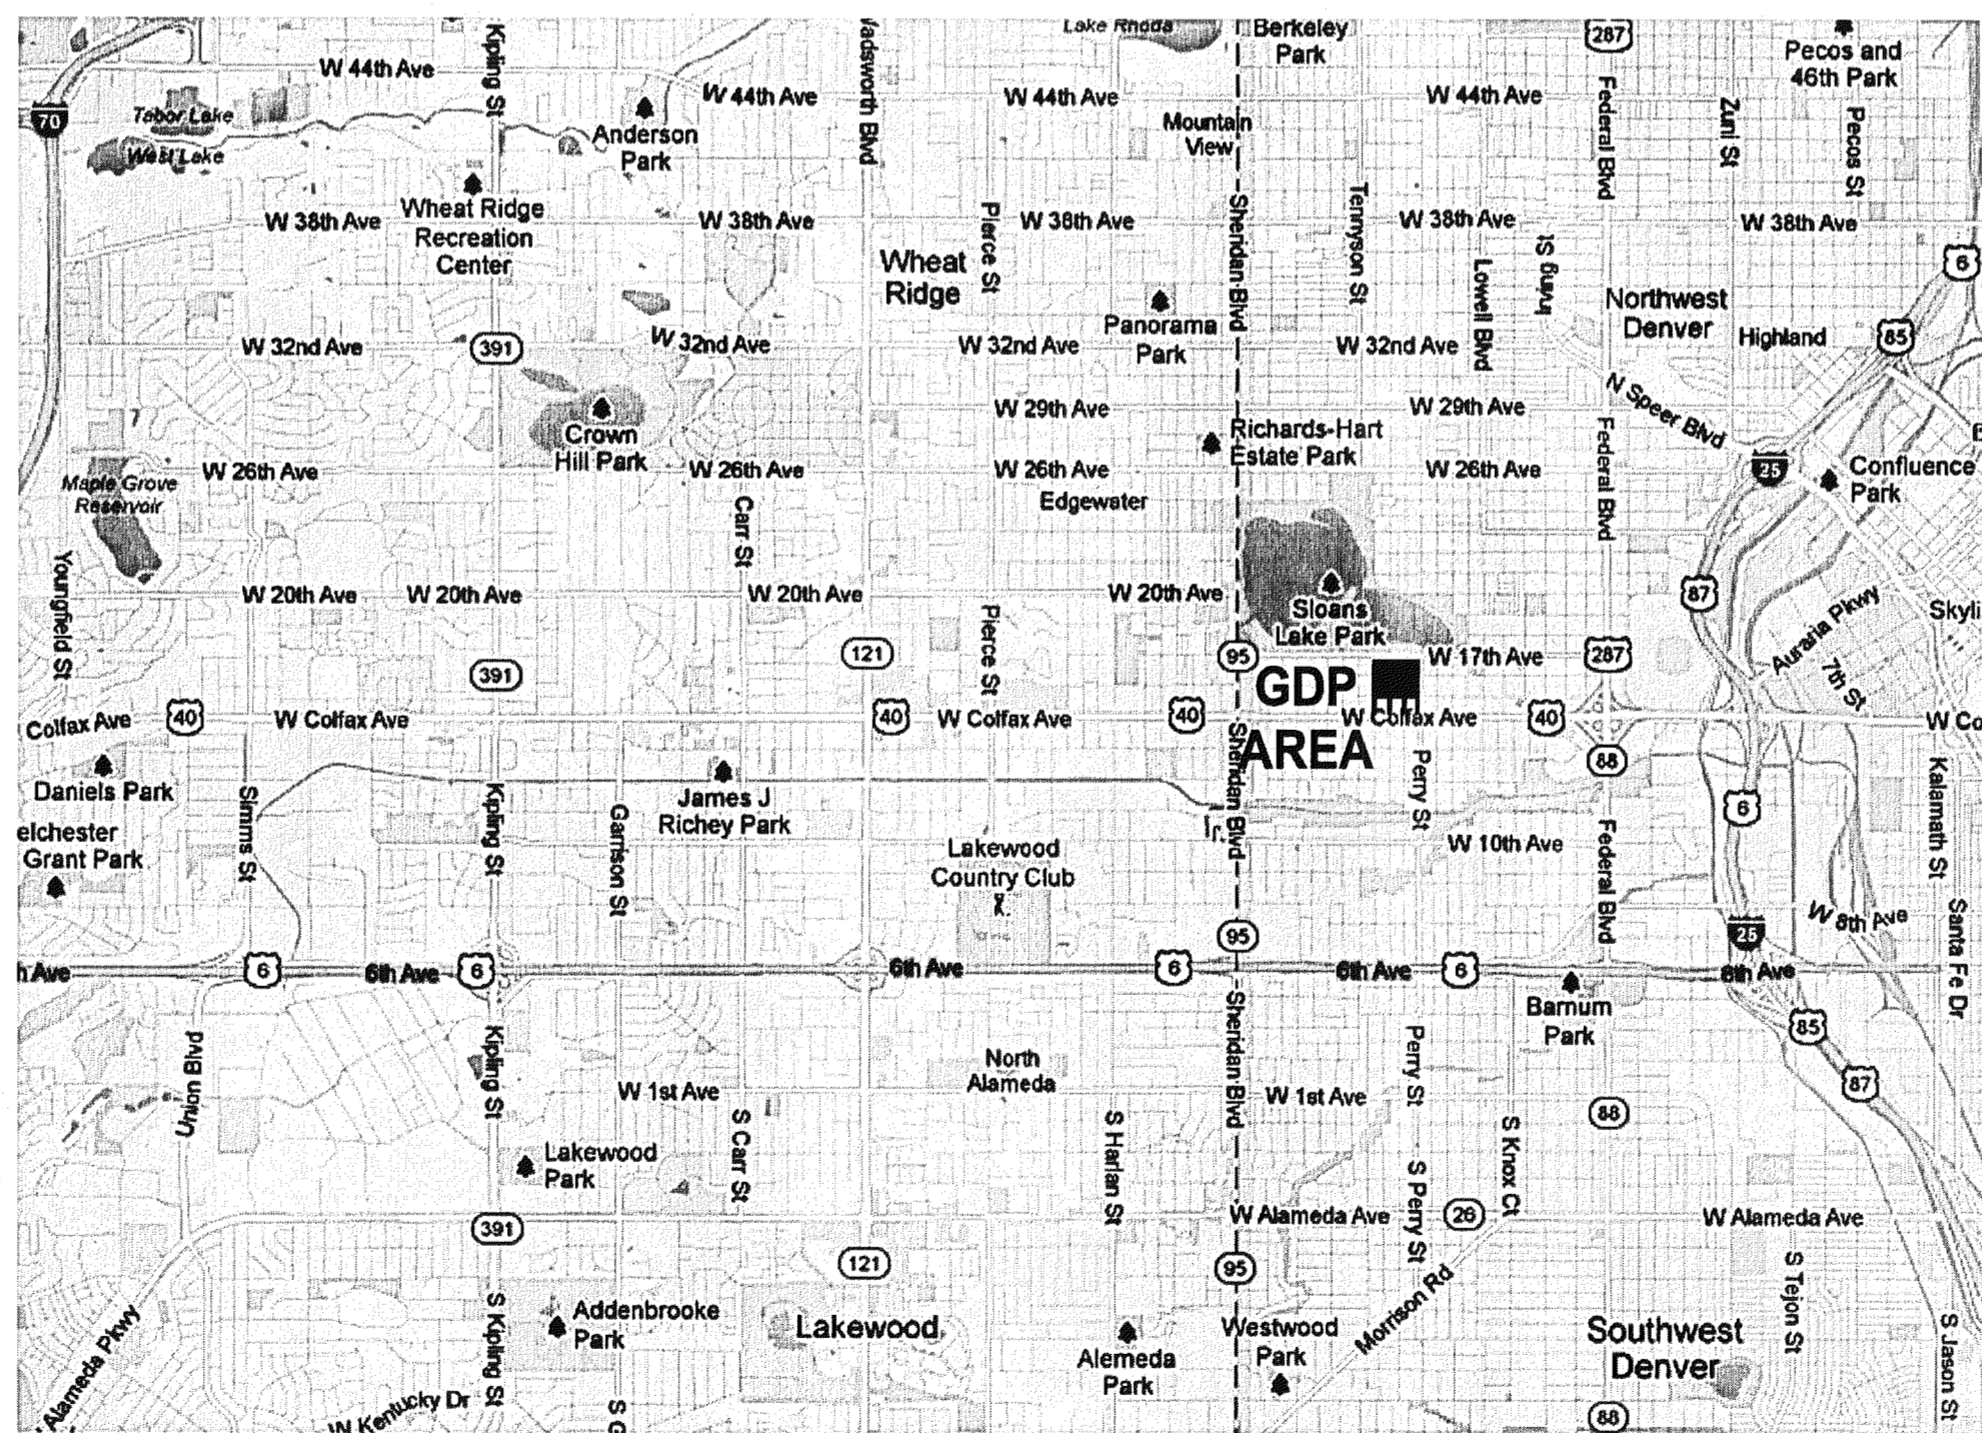 Lake Rhoda
Berkeley
Park
287
Pecos and
46th Park
Kipling St
W 44th Ave
W 44th Ave
W 44th Ave
W 44th Ave
70
Tabor Lake
West Lake
Anderson
Park
Wadsworth Blvd
Mountain
View
Federal Blvd
Zuni St
Pecos St
Wheat Ridge
Recreation
Center
W 38th Ave
W 38th Ave
W 38th Ave
W 38th Ave
W 38th Ave
Pierce St
Sheridan Blvd
Tennyson St
Irving St
Lowell Blvd
Wheat
Ridge
6
Northwest
Denver
Highland
85
Panorama
Park
W 32nd Ave
391
W 32nd Ave
W 32nd Ave
W 32nd Ave
N Speer Blvd
Crown
Hill Park
W 29th Ave
W 29th Ave
Richards-Hart
Estate Park
Federal Blvd
25
Confluence
Park
W 26th Ave
W 26th Ave
W 26th Ave
W 26th Ave
Maple Grove
Reservoir
Edgewater
Carr St
Youngfield St
W 20th Ave
W 20th Ave
W 20th Ave
W 20th Ave
Sloans
Lake Park
87
Auraria Pkwy
Skyli
7th St
Pierce St
391
121
95
W 17th Ave
287
GDP
AREA
Colfax Ave
40
W Colfax Ave
40
W Colfax Ave
40
W Colfax Ave
40
W Co
88
Daniels Park
James J
Richey Park
Sheridan Blvd
Perry St
6
Kalamath St
elchester
Grant Park
Simms St
Kipling St
Garrison St
Lakewood
Country Club
W 10th Ave
Federal Blvd
W 8th Ave
Santa Fe Dr
95
25
h Ave
6
6th Ave
6
6th Ave
6
6th Ave
6
6th Ave
Barnum
Park
85
87
Union Blvd
Kipling St
North
Alameda
Sheridan Blvd
Perry St
W 1st Ave
W 1st Ave
88
S Carr St
S Harlan St
S Knox Ct
Lakewood
Park
S Perry St
391
W Alameda Ave
26
W Alameda Ave
121
95
S Tejon St
Alameda Pkwy
S Kipling St
Addenbrooke
Park
Lakewood
Alemeda
Park
Westwood
Park
Morrison Rd
Southwest
Denver
S Jason St
W Kentucky Dr
S G
88